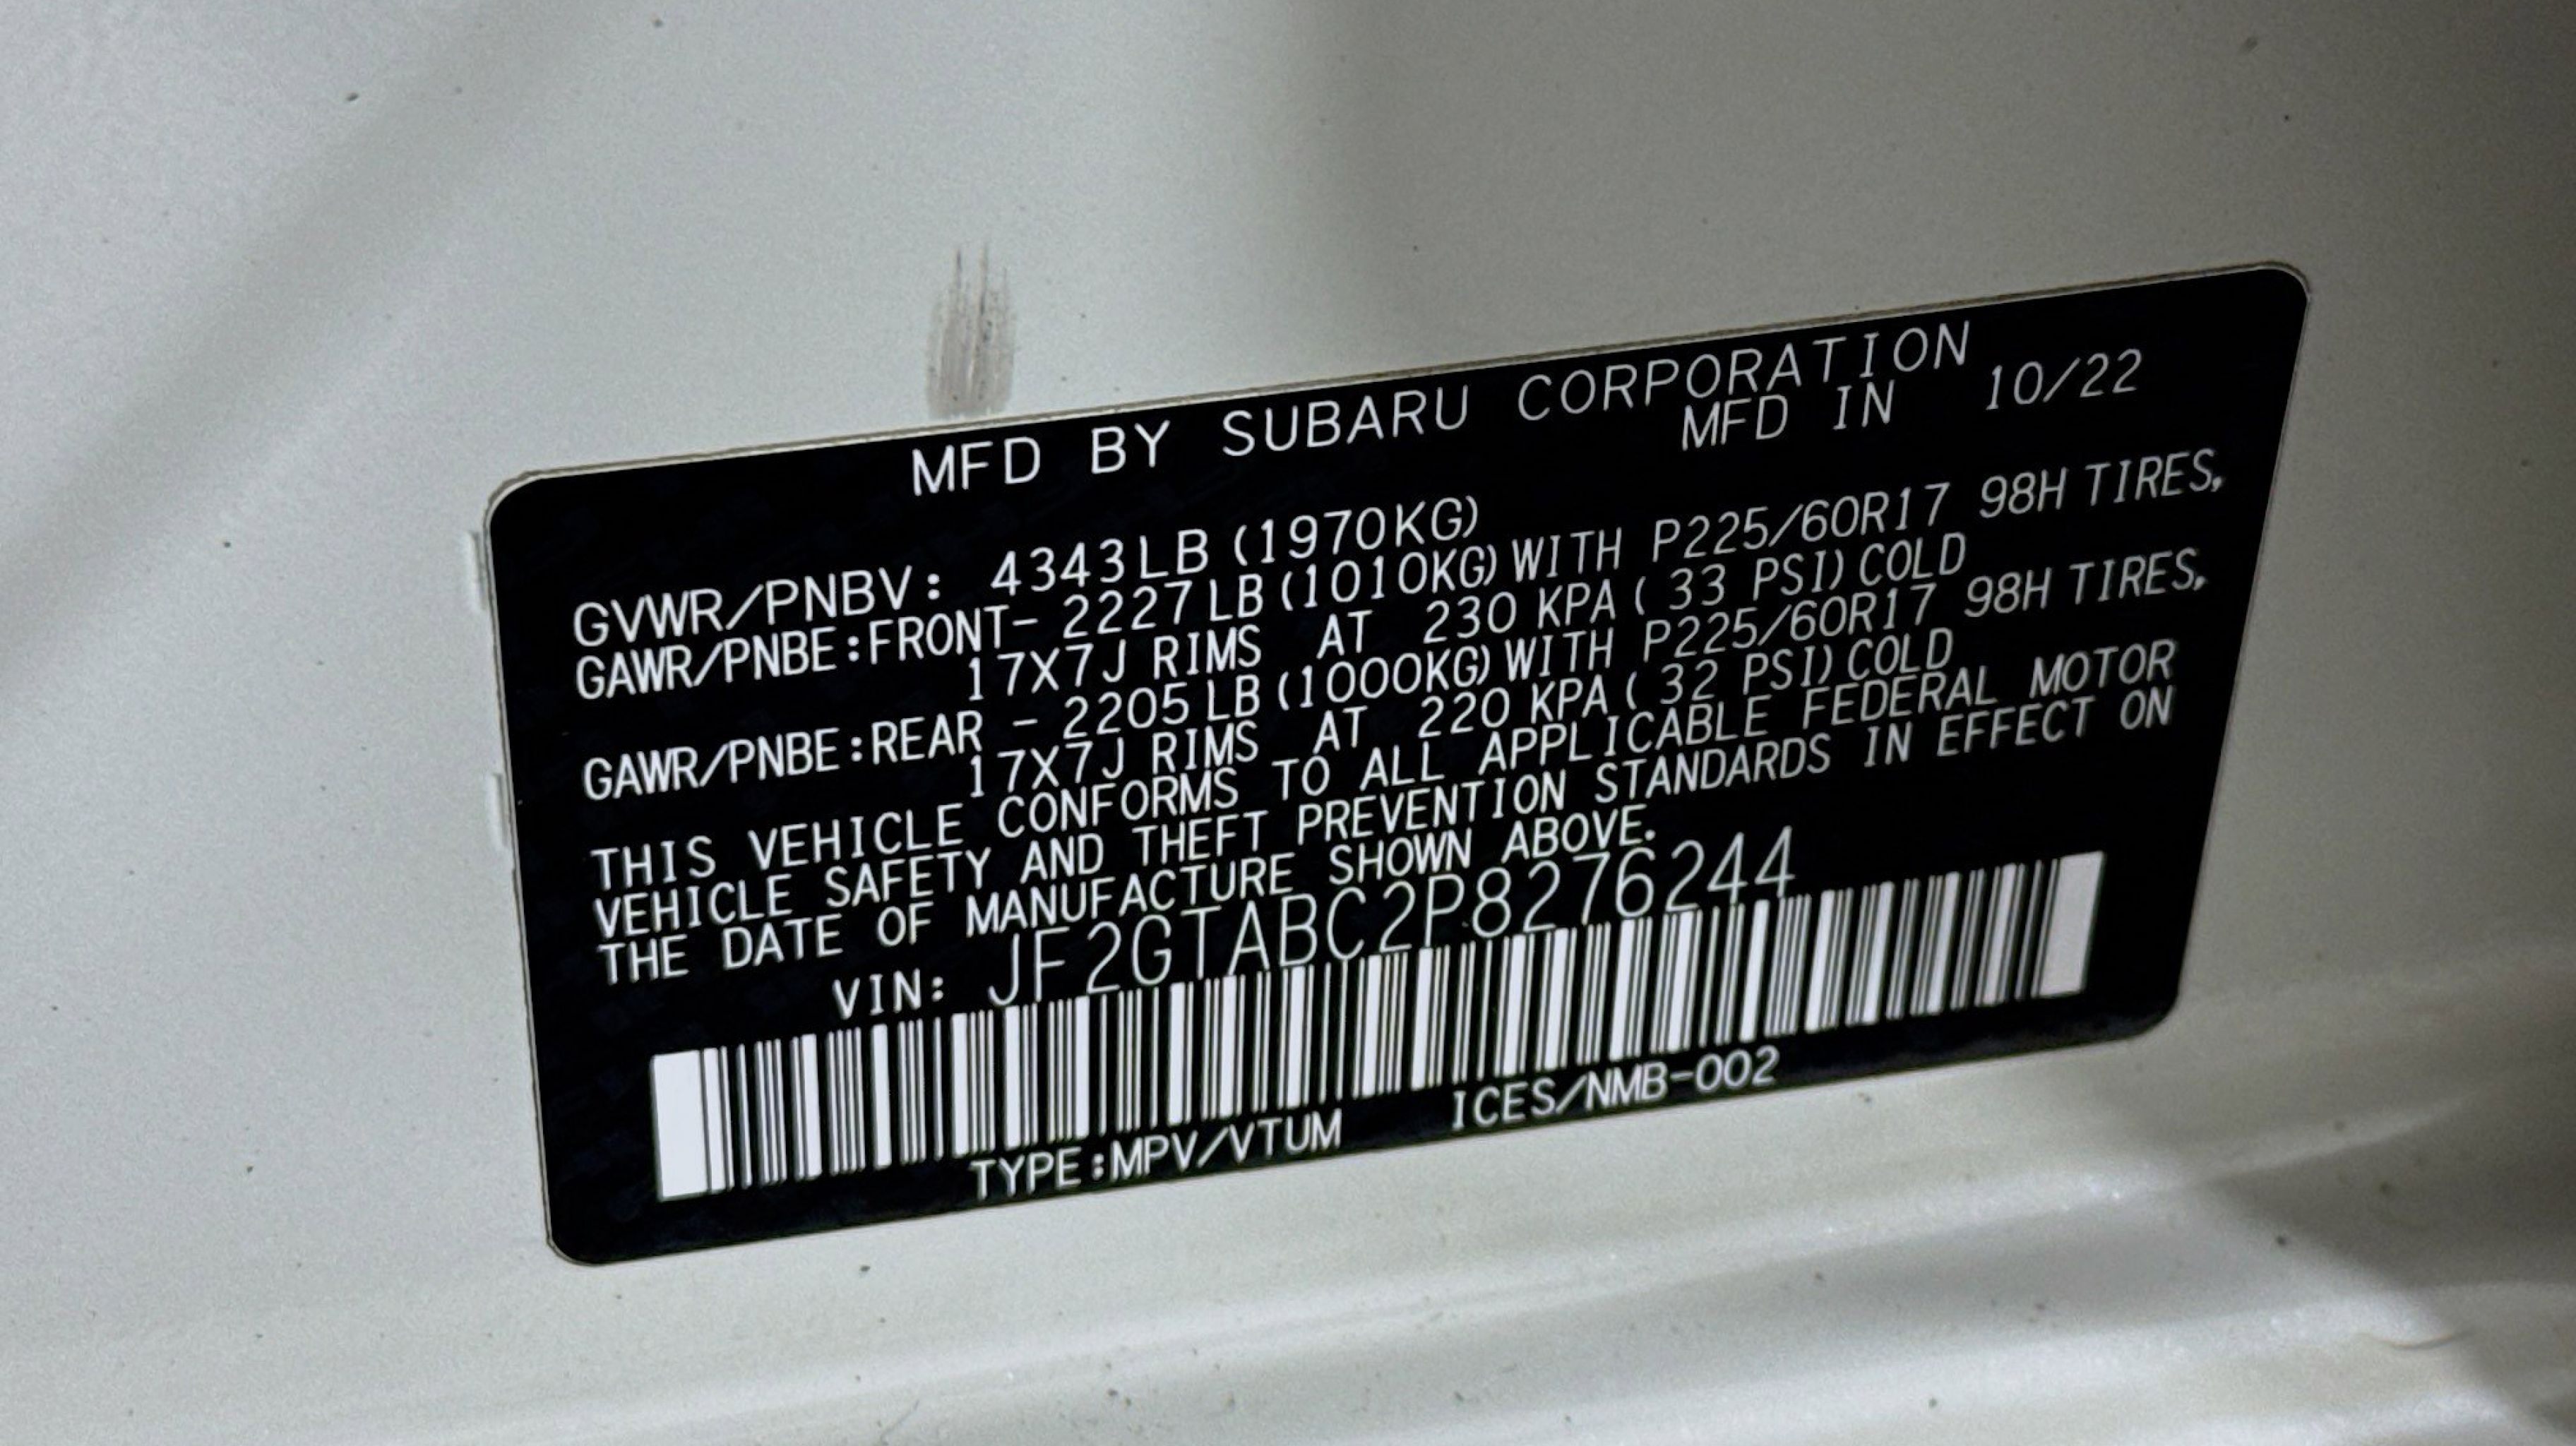 MFD BY SUBARU CORPORATION
MFD IN 10/22
GVWR/PNBV: 4343LB (1970KG)
GAWR/PNBE:FRONT- 2227LB (1010KG) WITH P225/60R17 98H TIRES,
17X7J RIMS AT 230 KPA ( 33 PSI) COLD
GAWR/PNBE:REAR - 2205LB (1000KG) WITH P225/60R17 98H TIRES,
17X7J RIMS AT 220 KPA ( 32 PSI) COLD
THIS VEHICLE CONFORMS TO ALL APPLICABLE FEDERAL MOTOR
VEHICLE SAFETY AND THEFT PREVENTION STANDARDS IN EFFECT ON
THE DATE OF MANUFACTURE SHOWN ABOVE.
VIN: JF2GTABC2P8276244
TYPE:MPV/VTUM ICES/NMB-002